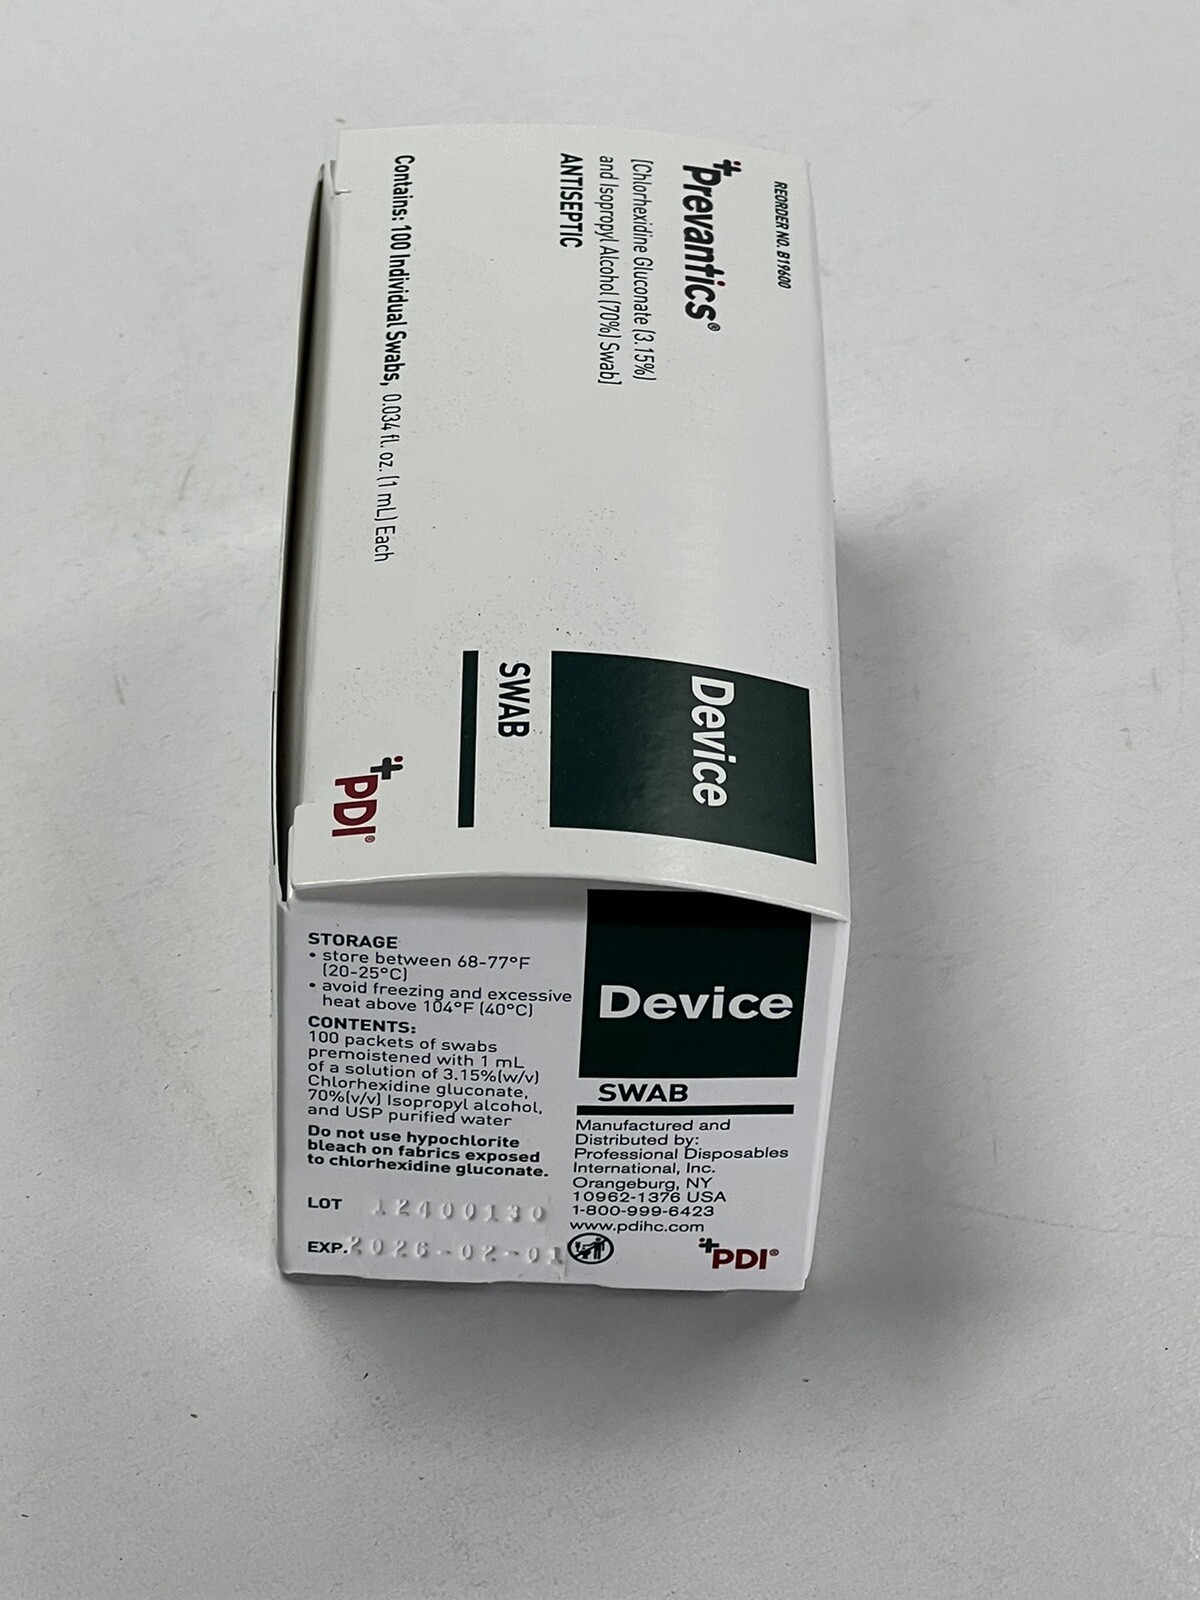 REORDER NO. B19600
Prevantics®
[Chlorhexidine Gluconate (3.15%)
and Isopropyl Alcohol (70%) Swab]
ANTISEPTIC
Contains: 100 Individual Swabs, 0.034 fl. oz. (1 mL) Each
Device
SWAB
PDI®
STORAGE
• store between 68-77°F
(20-25°C)
• avoid freezing and excessive
heat above 104°F (40°C)
CONTENTS:
100 packets of swabs
premoistened with 1 mL
of a solution of 3.15%(w/v)
Chlorhexidine gluconate,
70%(v/v) Isopropyl alcohol,
and USP purified water
Do not use hypochlorite
bleach on fabrics exposed
to chlorhexidine gluconate.
LOT 12400130
EXP. 2026-02-01
Device
SWAB
Manufactured and
Distributed by:
Professional Disposables
International, Inc.
Orangeburg, NY
10962-1376 USA
1-800-999-6423
www.pdihc.com
PDI®